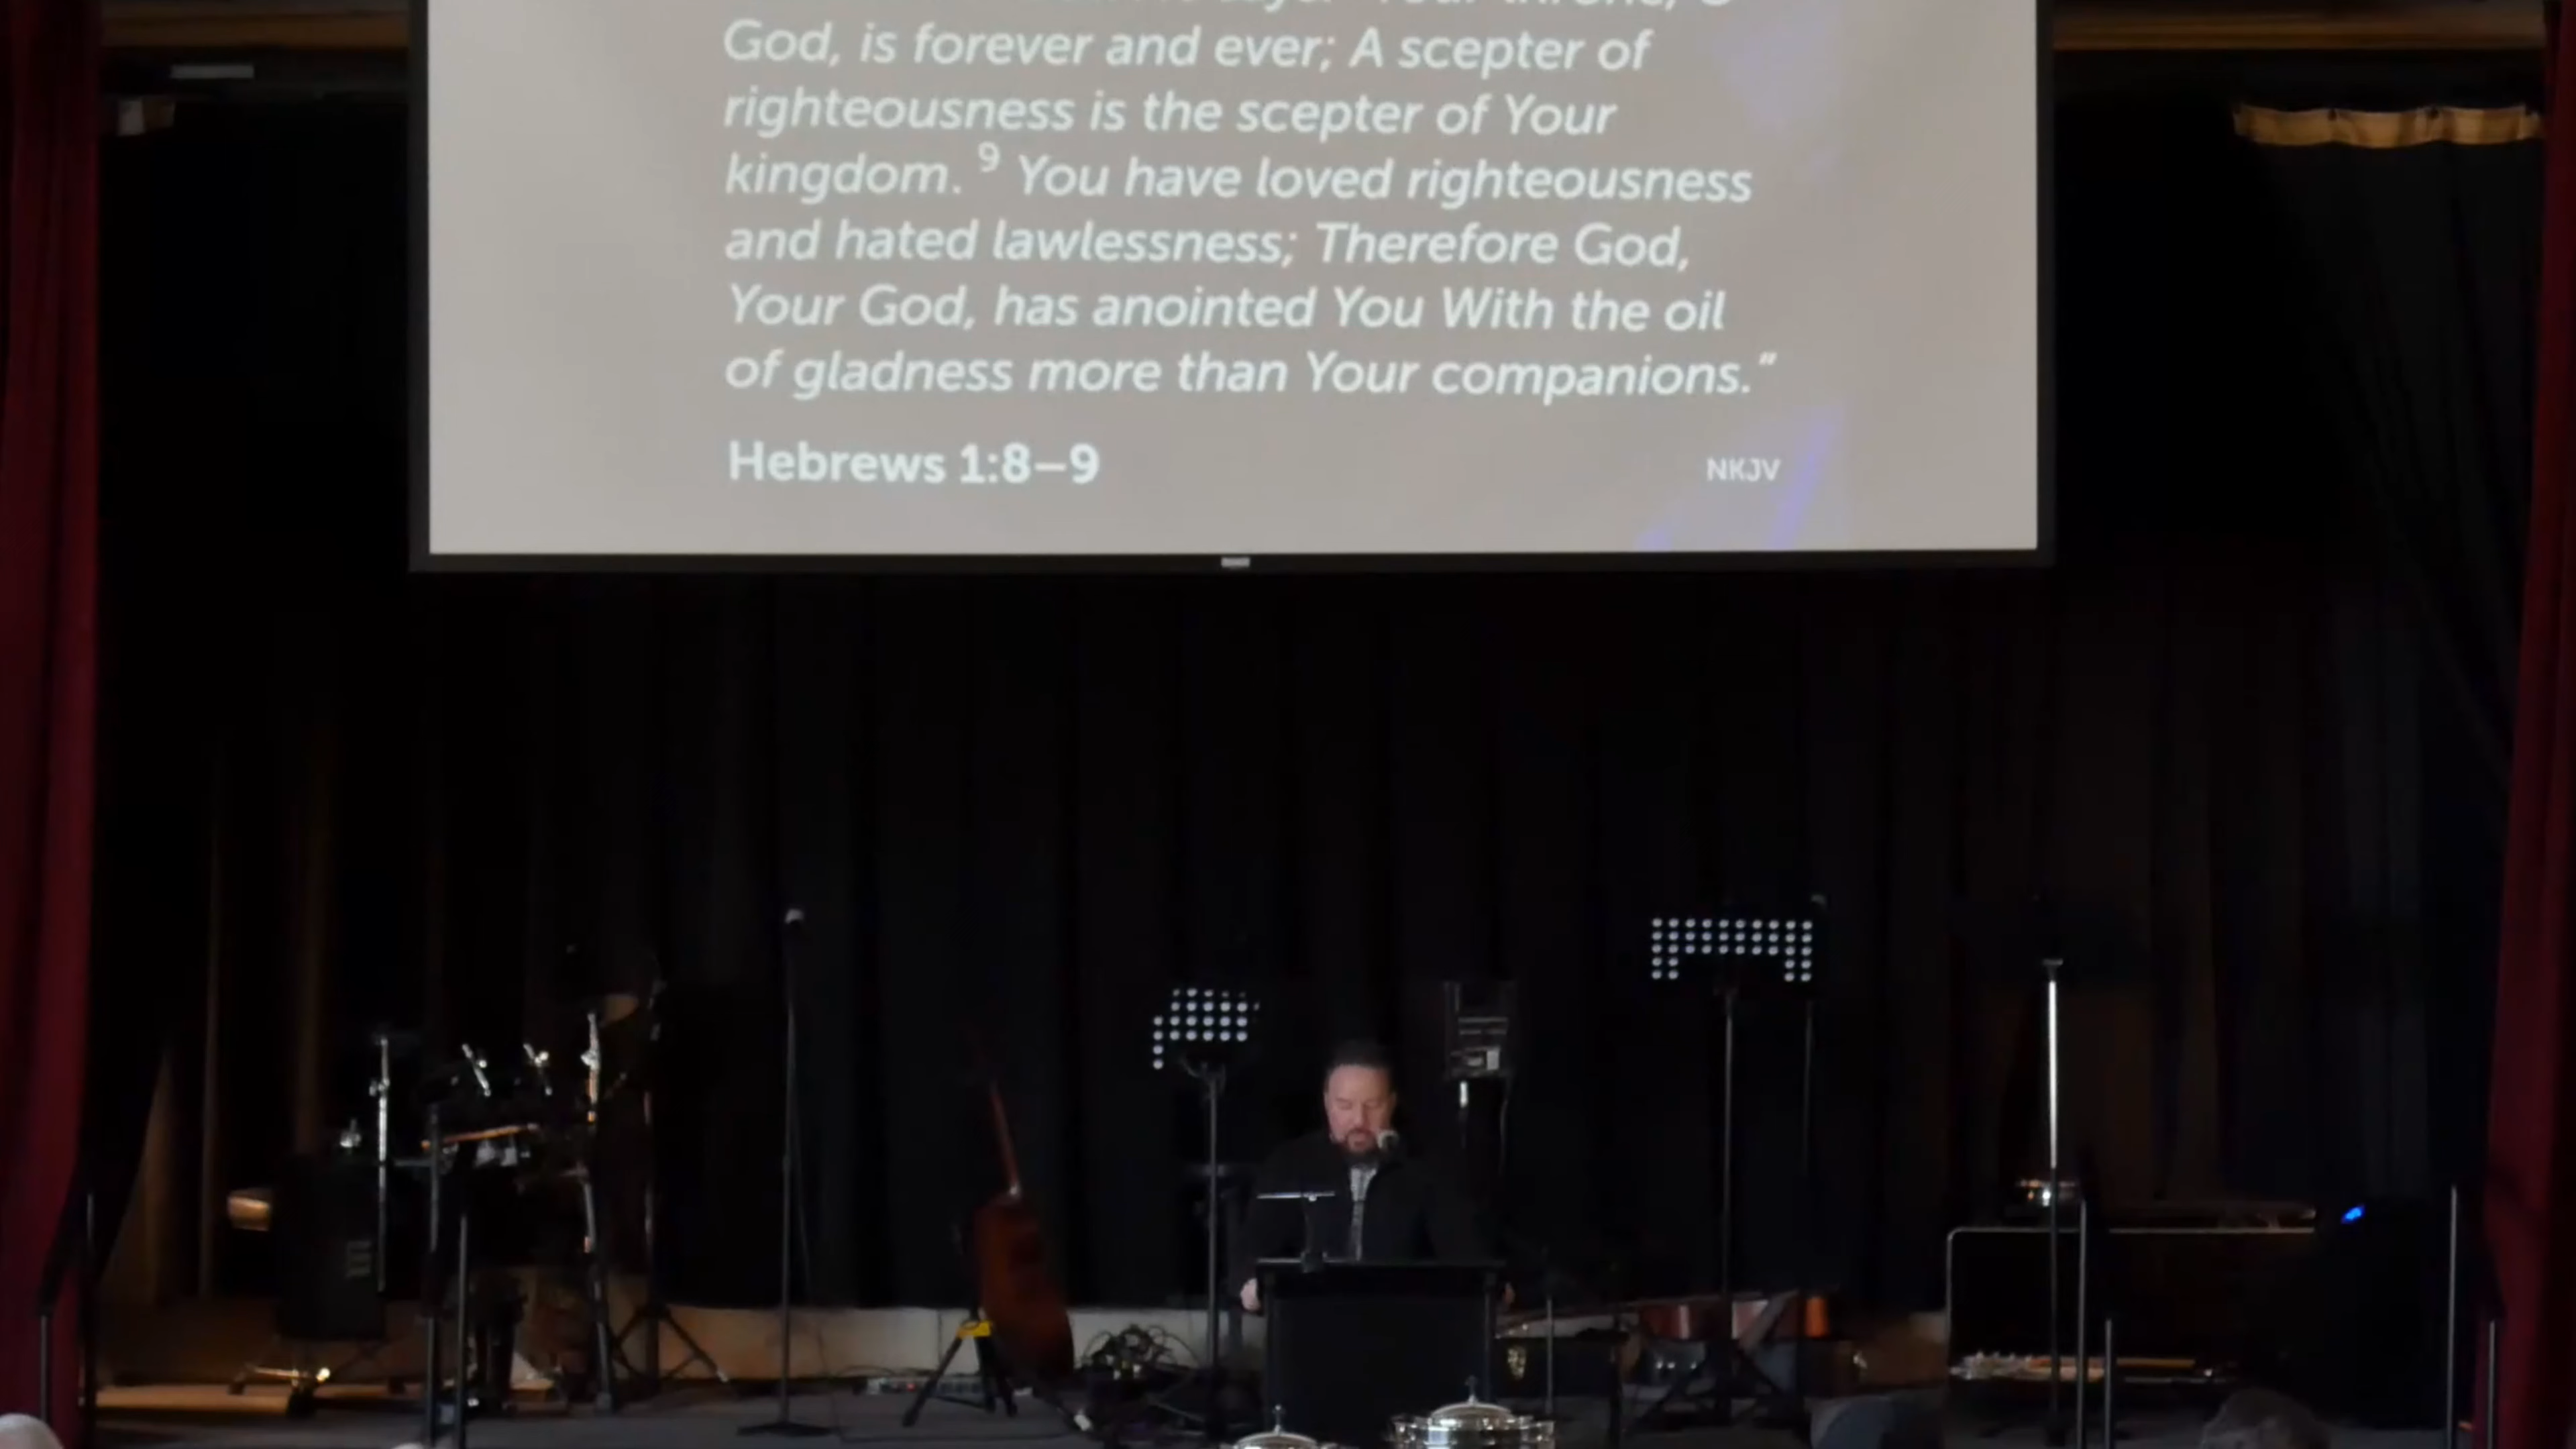 Your throne, O
God, is forever and ever; A scepter of
righteousness is the scepter of Your
kingdom. 9 You have loved righteousness
and hated lawlessness; Therefore God,
Your God, has anointed You With the oil
of gladness more than Your companions.”
Hebrews 1:8–9
NKJV